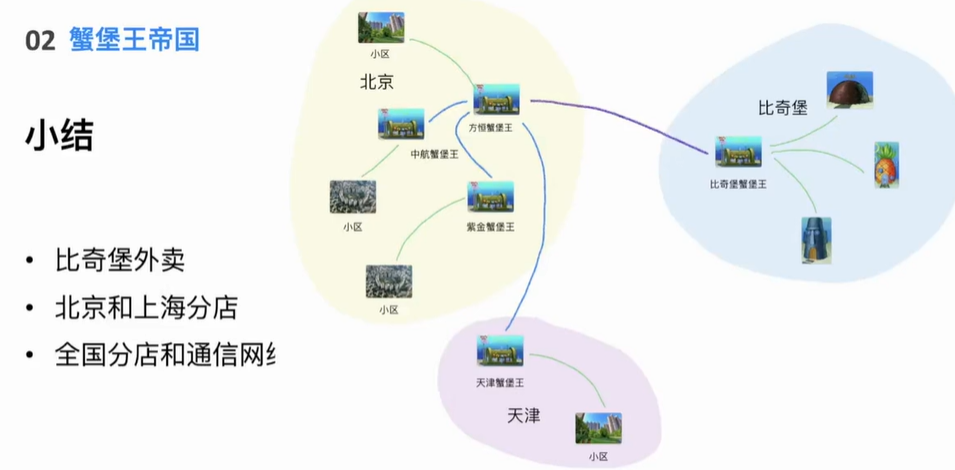 02 蟹堡王帝国
小结
• 比奇堡外卖
• 北京和上海分店
• 全国分店和通信网
小区
北京
方恒蟹堡王
中航蟹堡王
小区
紫金蟹堡王
小区
比奇堡
比奇堡蟹堡王
天津蟹堡王
天津
小区